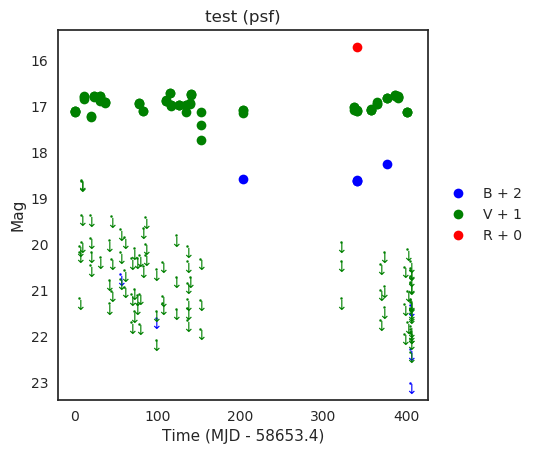 test (psf)
16
17
18
19
20
21
22
23
Mag
0
100
200
300
400
Time (MJD - 58653.4)
B + 2
V + 1
R + 0